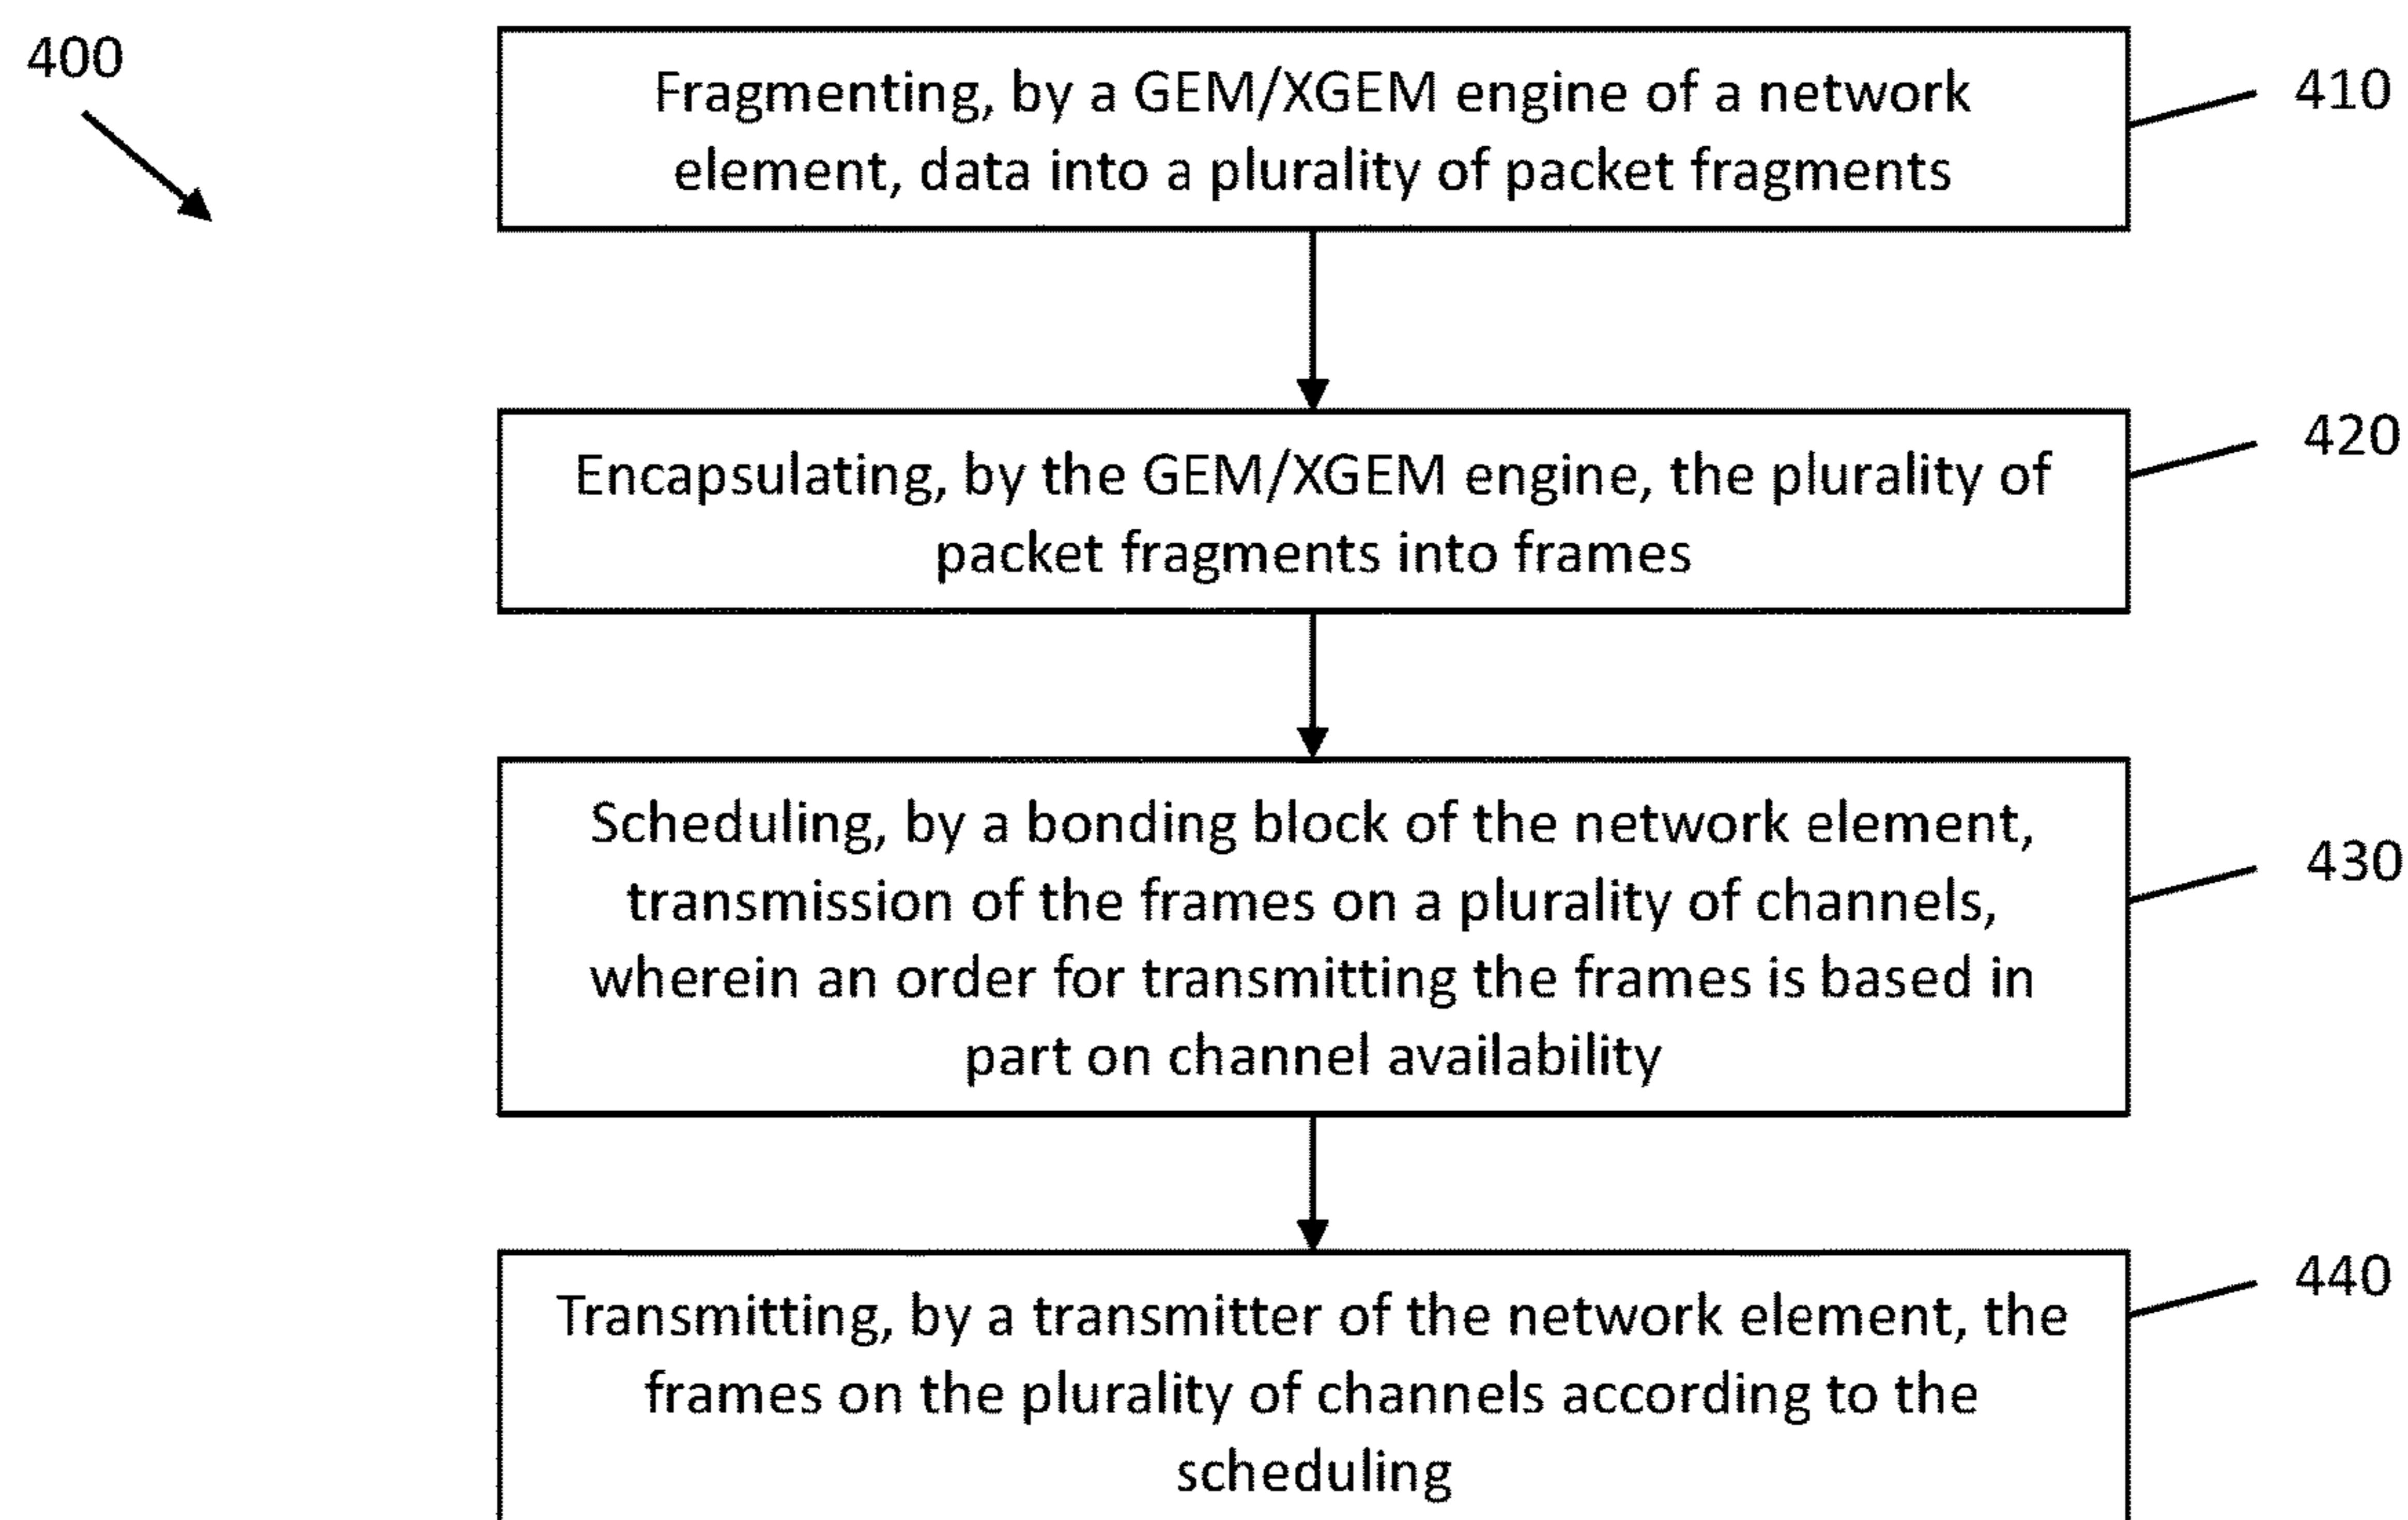 400
Fragmenting, by a GEM/XGEM engine of a network
element, data into a plurality of packet fragments
410
Encapsulating, by the GEM/XGEM engine, the plurality of
packet fragments into frames
420
Scheduling, by a bonding block of the network element,
transmission of the frames on a plurality of channels,
wherein an order for transmitting the frames is based in
part on channel availability
430
Transmitting, by a transmitter of the network element, the
frames on the plurality of channels according to the
scheduling
440